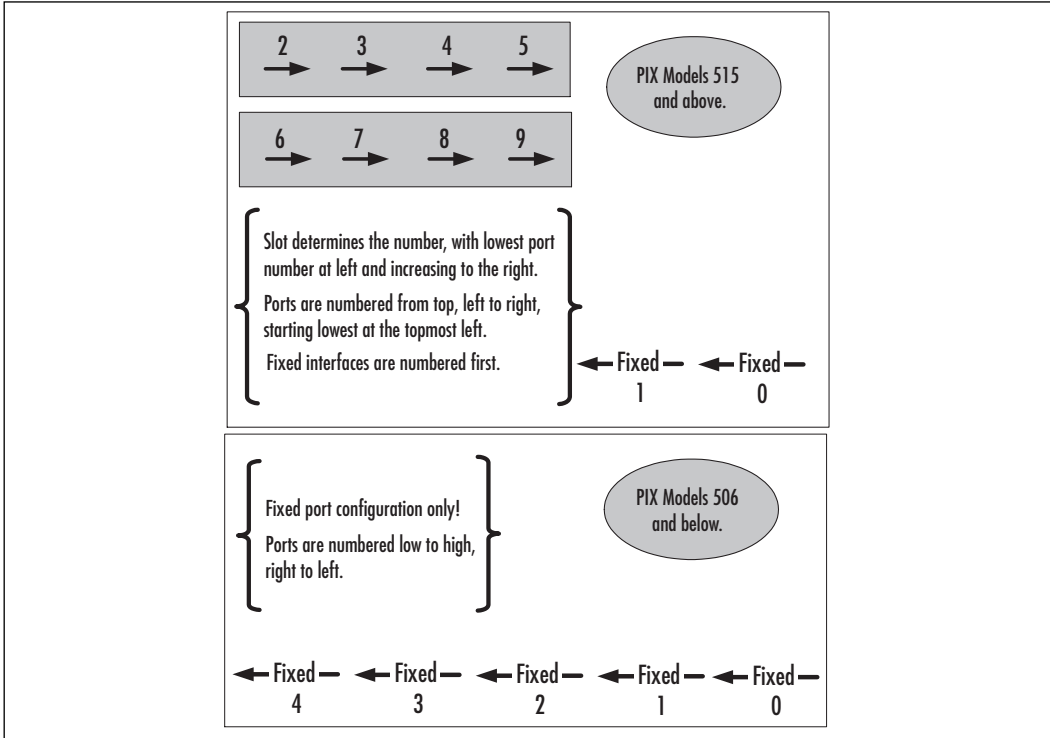 2 3 4 5
PIX Models 515
and above.
6 7 8 9
Slot determines the number, with lowest port
number at left and increasing to the right.
Ports are numbered from top, left to right,
starting lowest at the topmost left.
Fixed interfaces are numbered first.
Fixed Fixed
1 0
Fixed port configuration only!
Ports are numbered low to high,
right to left.
PIX Models 506
and below.
Fixed Fixed Fixed Fixed Fixed
4 3 2 1 0